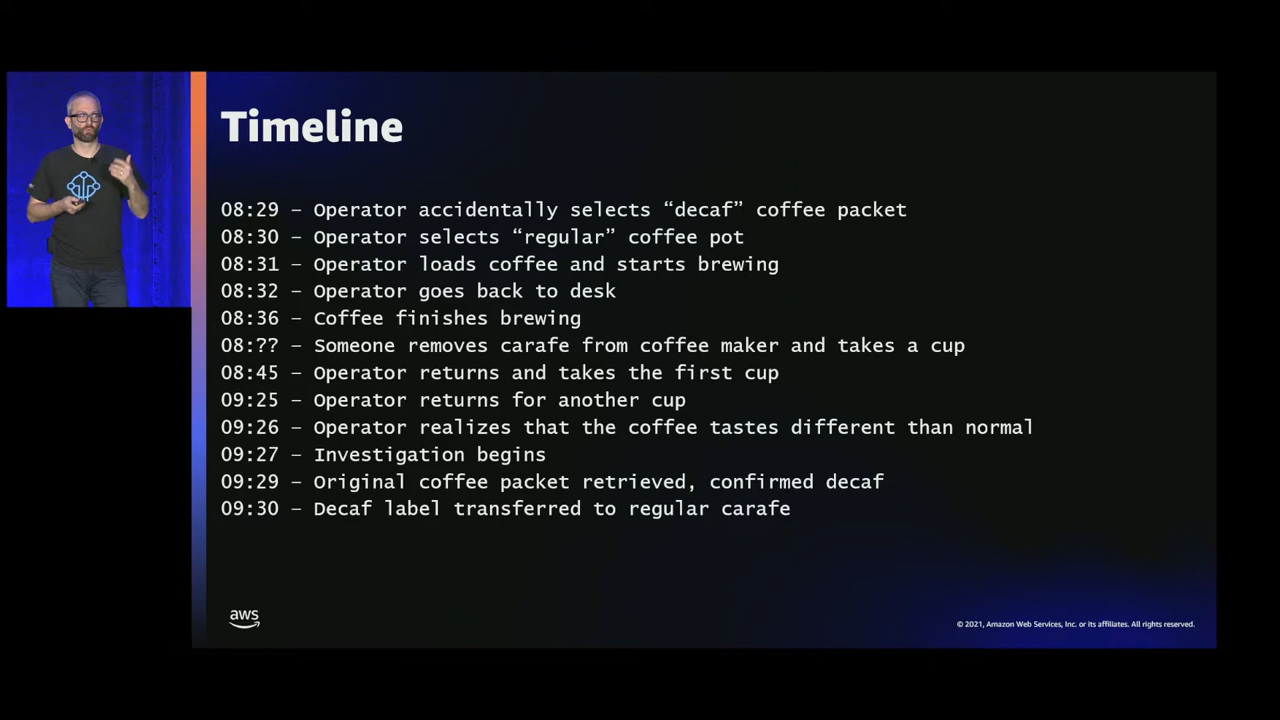 Timeline
08:29 – Operator accidentally selects “decaf” coffee packet
08:30 – Operator selects “regular” coffee pot
08:31 – Operator loads coffee and starts brewing
08:32 – Operator goes back to desk
08:36 – Coffee finishes brewing
08:?? – Someone removes carafe from coffee maker and takes a cup
08:45 – Operator returns and takes the first cup
09:25 – Operator returns for another cup
09:26 – Operator realizes that the coffee tastes different than normal
09:27 – Investigation begins
09:29 – Original coffee packet retrieved, confirmed decaf
09:30 – Decaf label transferred to regular carafe
aws
© 2021, Amazon Web Services, Inc. or its affiliates. All rights reserved.